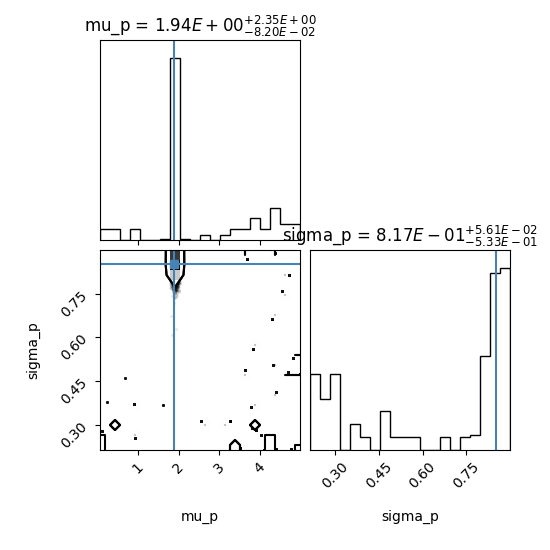 mu_p = 1.94E + 00+2.35E+00−8.20E−02
sigma_p = 8.17E − 01+5.61E−02−5.33E−01
sigma_p
0.75
0.60
0.45
0.30
1 2 3 4
0.30 0.45 0.60 0.75
mu_p sigma_p